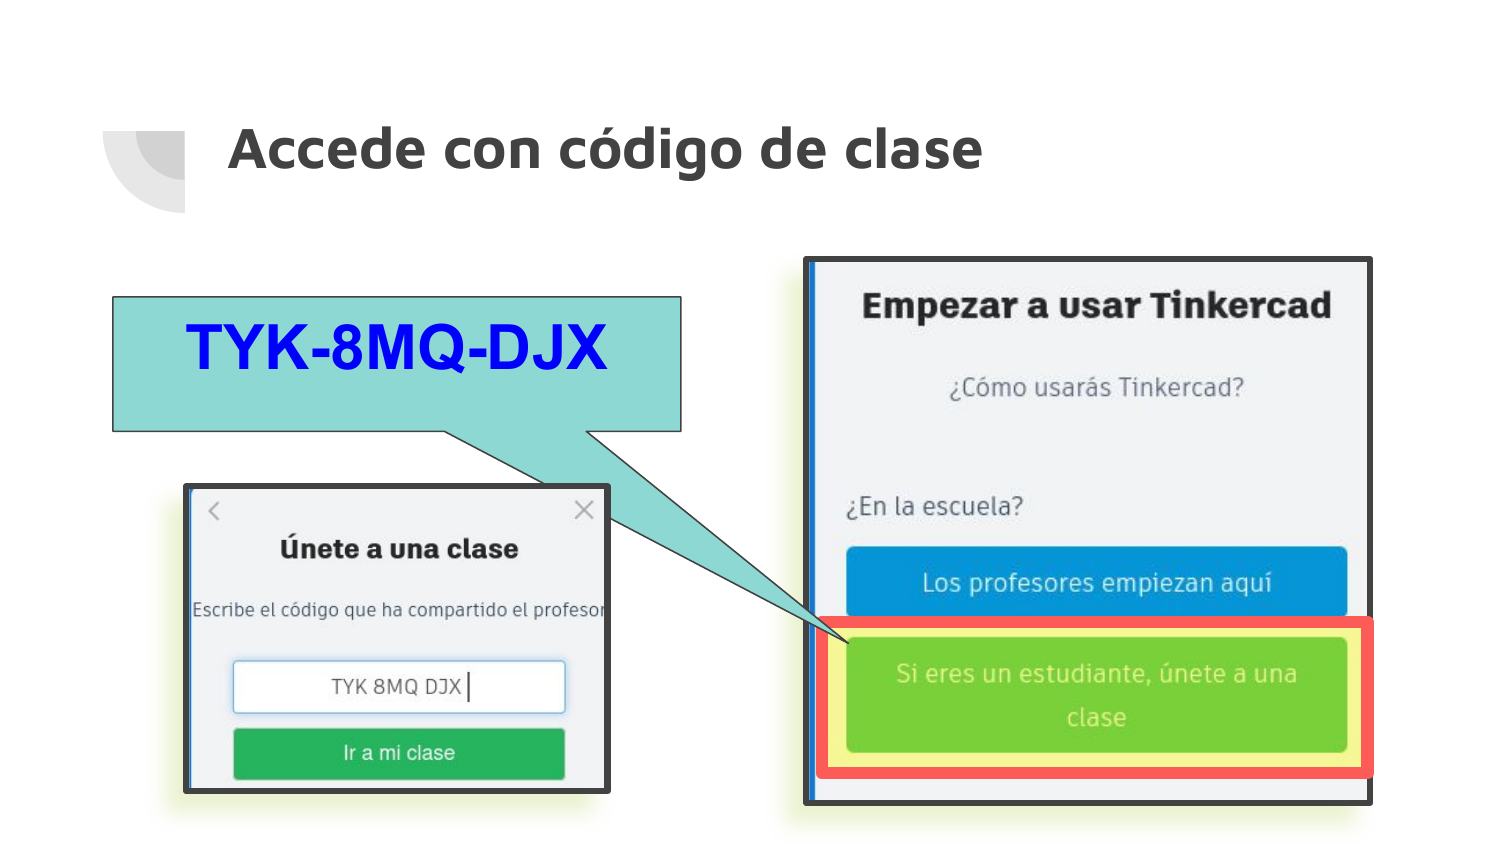 Accede con código de clase
TYK-8MQ-DJX
Únete a una clase
Escribe el código que ha compartido el profesor
TYK 8MQ DJX
Ir a mi clase
Empezar a usar Tinkercad
¿Cómo usarás Tinkercad?
¿En la escuela?
Los profesores empiezan aquí
Si eres un estudiante, únete a una
clase